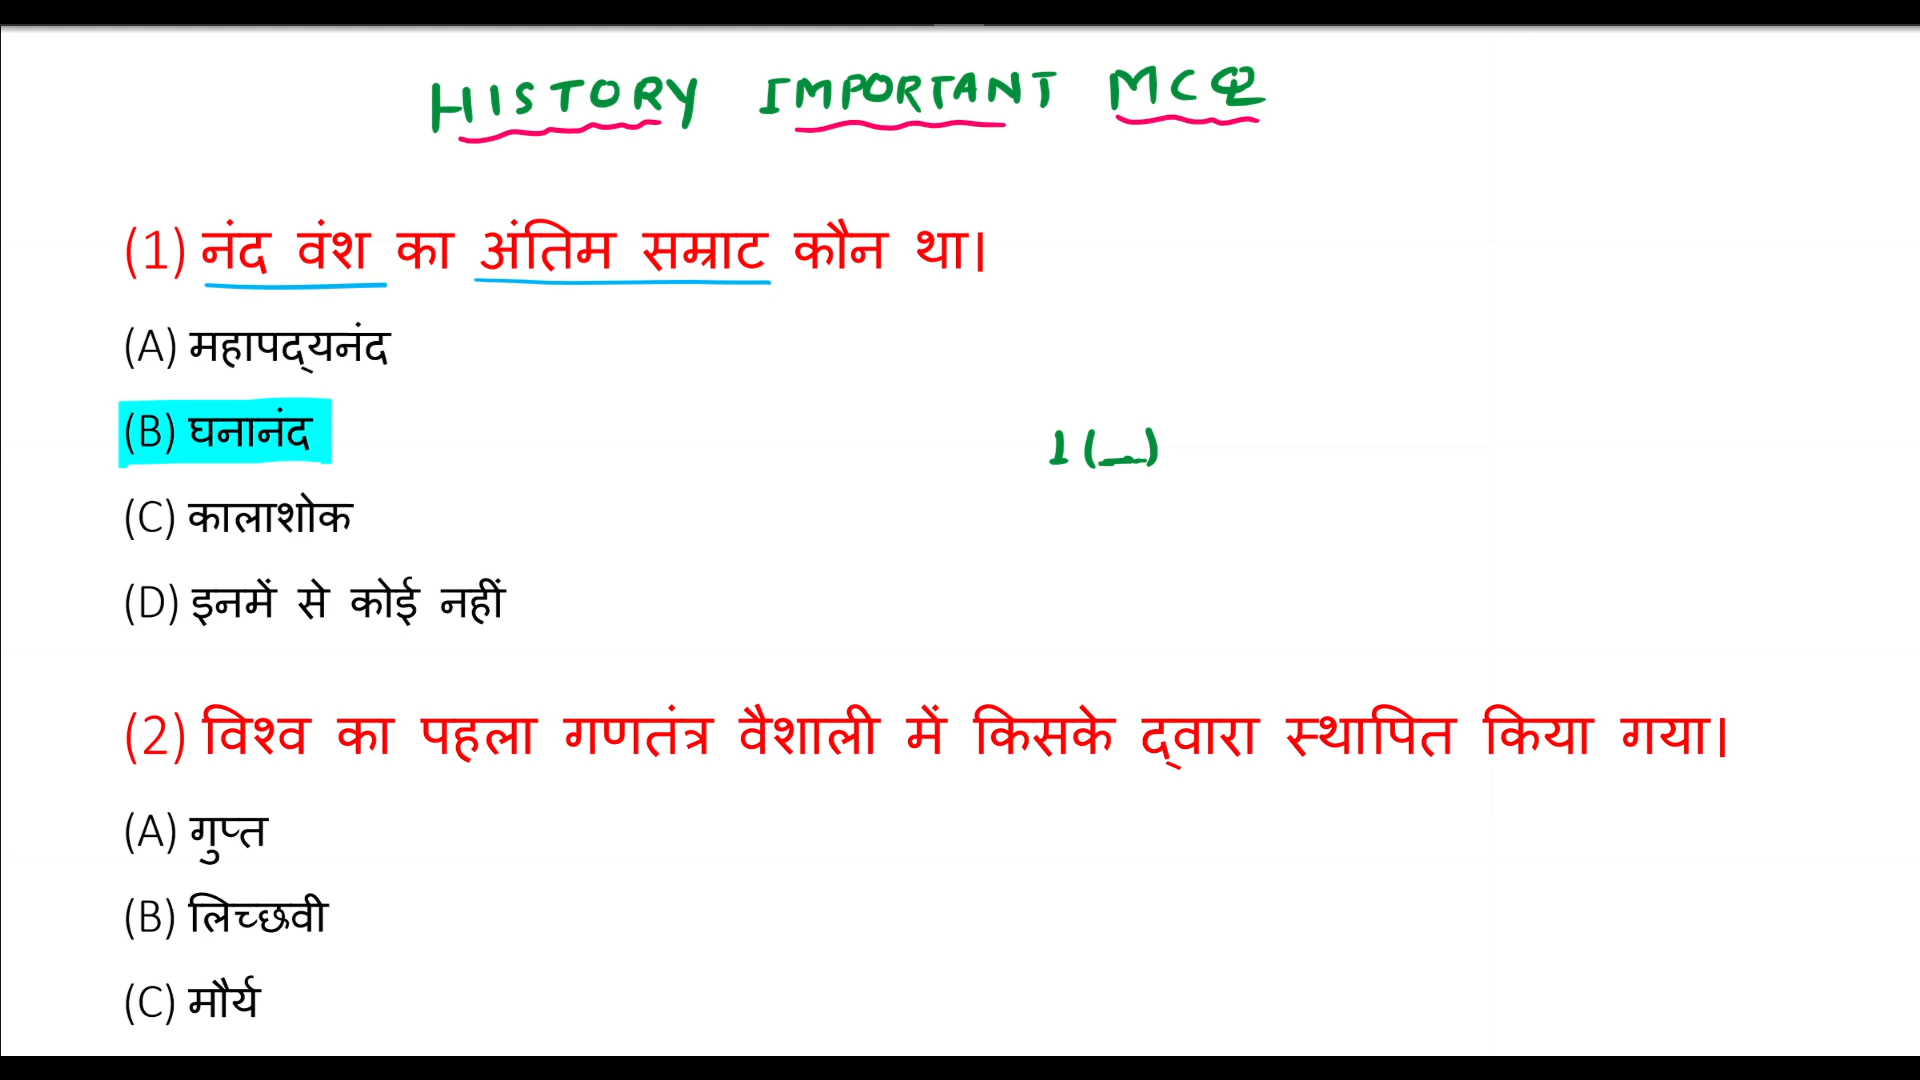 HISTORY IMPORTANT MCQ
(1) नंद वंश का अंतिम सम्राट कौन था।
(A) महापद्यनंद
(B) घनानंद
1(_)
(C) कालाशोक
(D) इनमें से कोई नहीं
(2) विश्व का पहला गणतंत्र वैशाली में किसके द्वारा स्थापित किया गया।
(A) गुप्त
(B) लिच्छवी
(C) मौर्य